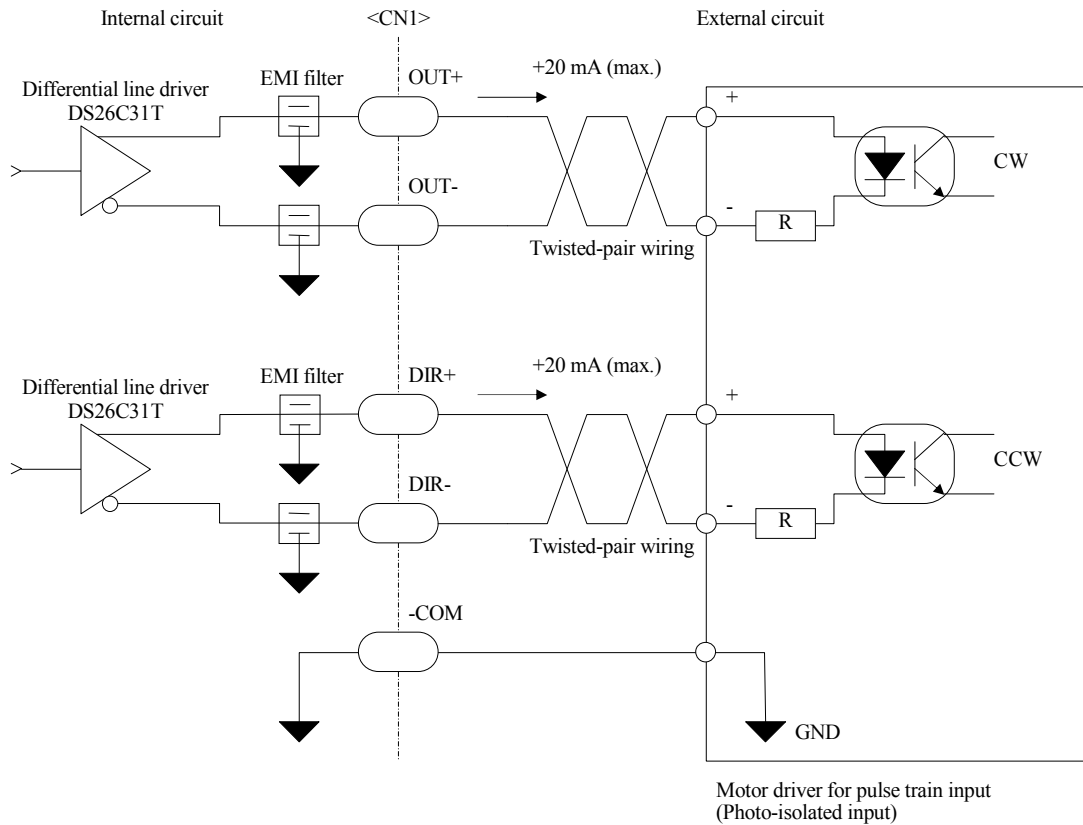 Internal circuit
<CN1>
External circuit
Differential line driver
DS26C31T
EMI filter
OUT+
+20 mA (max.)
+
CW
OUT-
-
R
Twisted-pair wiring
Differential line driver
DS26C31T
EMI filter
DIR+
+20 mA (max.)
+
CCW
DIR-
-
R
Twisted-pair wiring
-COM
GND
Motor driver for pulse train input
(Photo-isolated input)